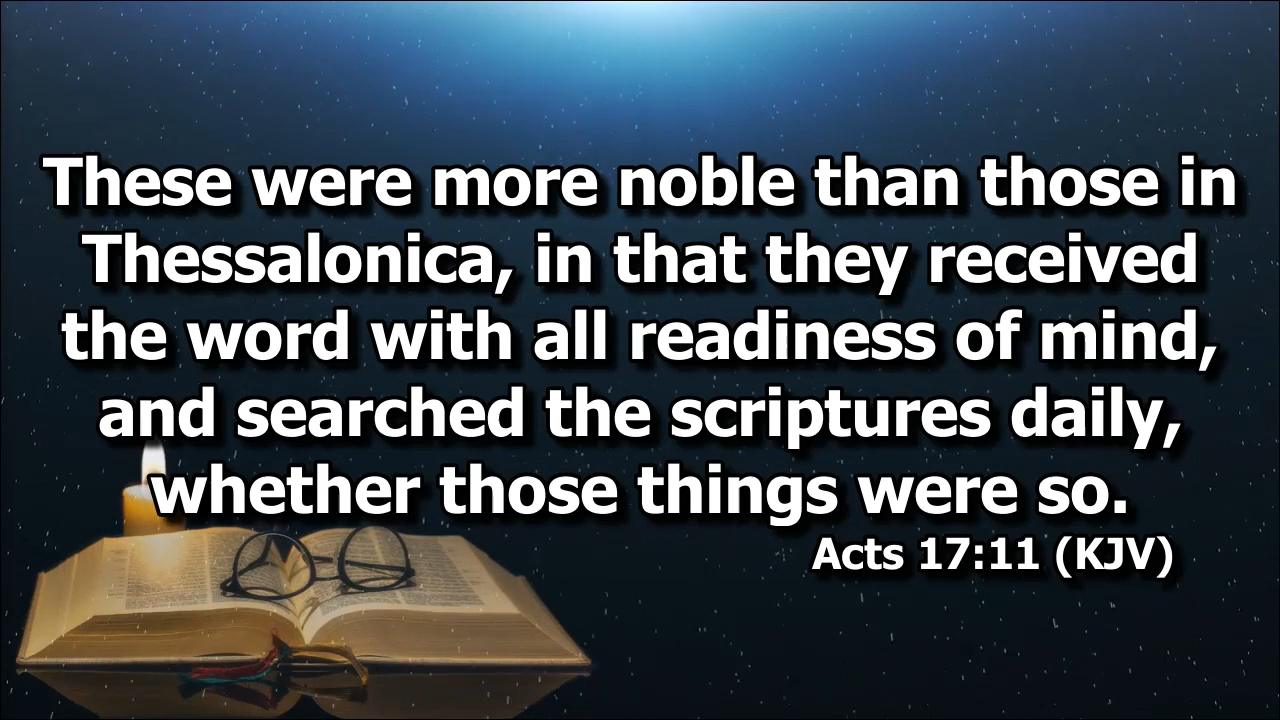 These were more noble than those in
Thessalonica, in that they received
the word with all readiness of mind,
and searched the scriptures daily,
whether those things were so.
Acts 17:11 (KJV)